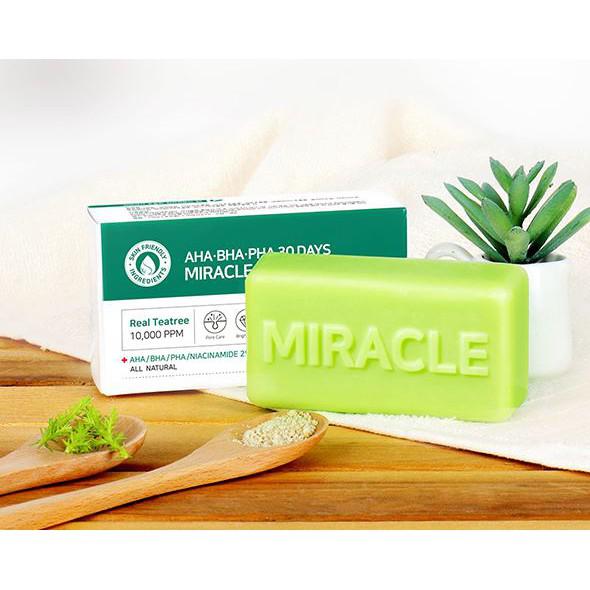 SKIN FRIENDLY
INGREDIENTS
AHA·BHA·PHA 30 DAYS
MIRACLE
Real Teatree
10,000 PPM
Pore Care
+ AHA/BHA/PHA/NIACINAMIDE 2
ALL NATURAL
MIRACLE